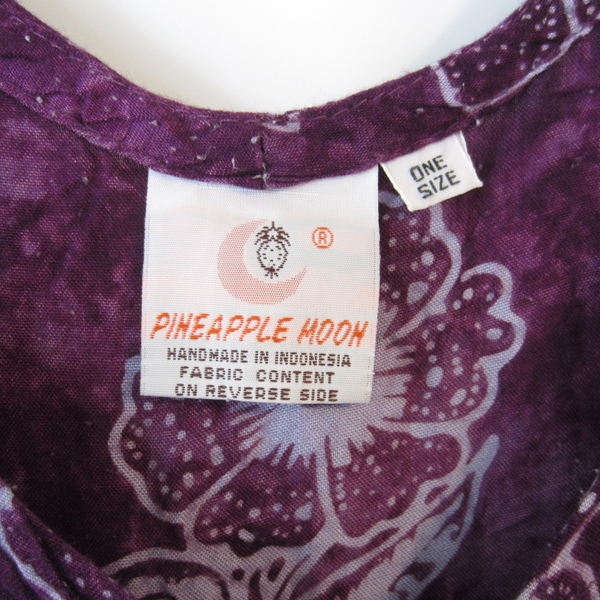 ONE
SIZE
®
PINEAPPLE MOON
HANDMADE IN INDONESIA
FABRIC CONTENT
ON REVERSE SIDE